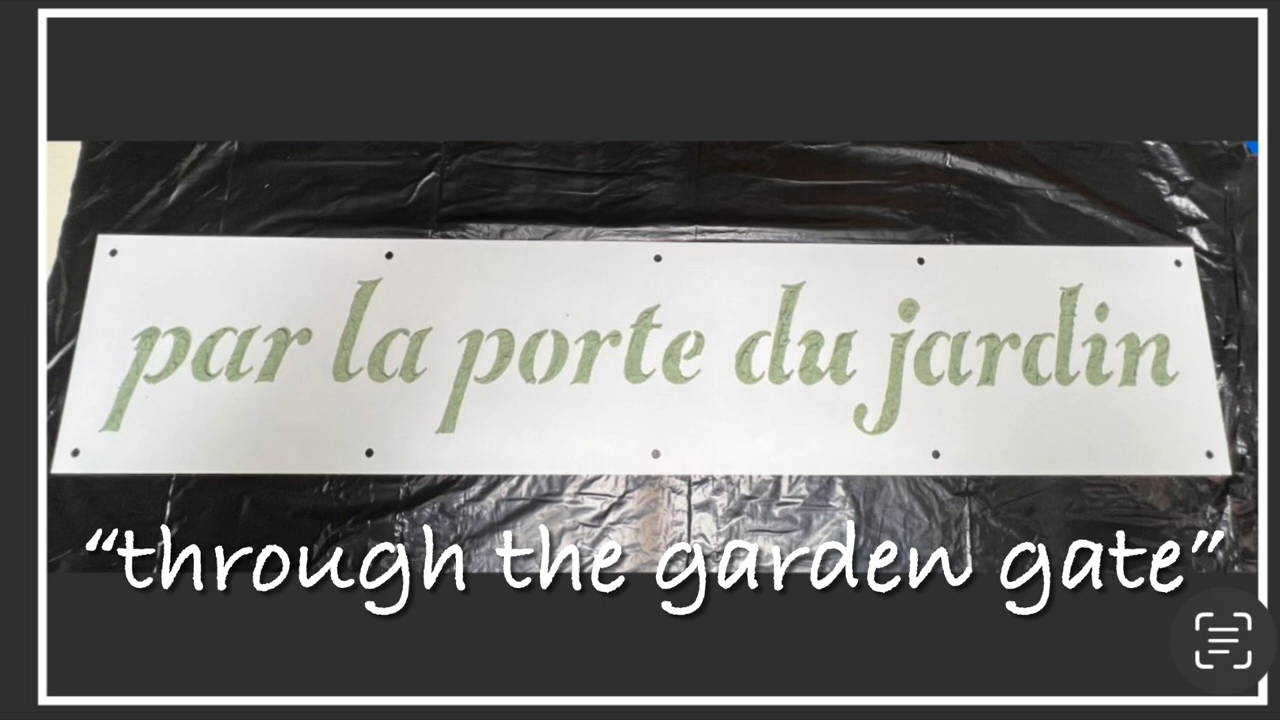 par la porte du jardin
“through the garden gate”